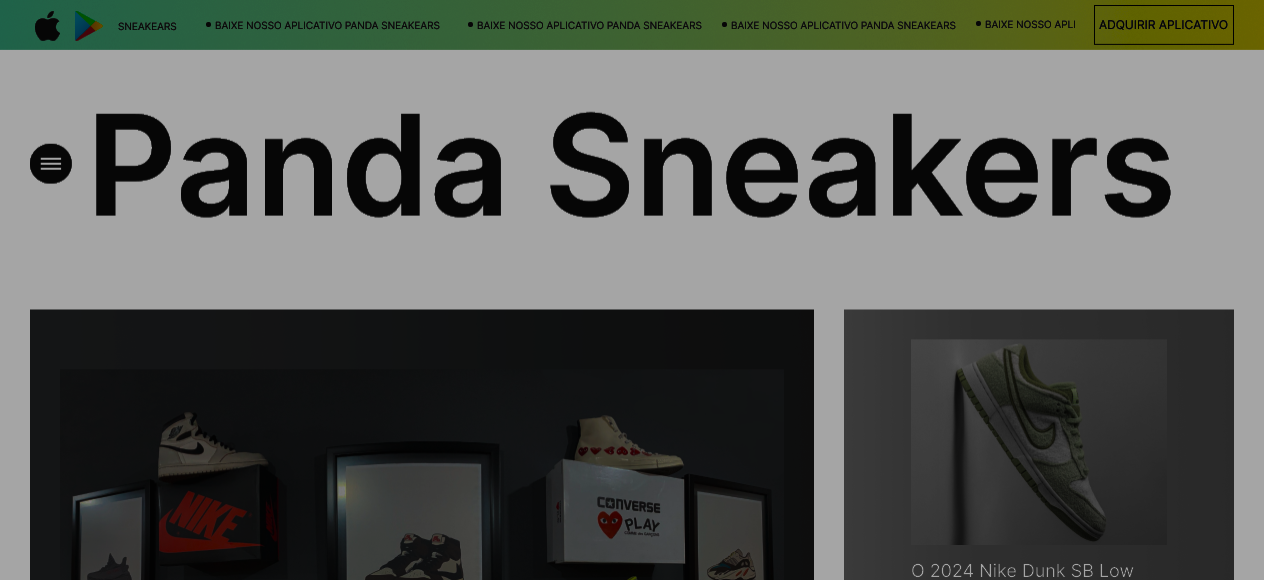 SNEAKEARS
BAIXE NOSSO APLICATIVO PANDA SNEAKEARS
BAIXE NOSSO APLICATIVO PANDA SNEAKEARS
BAIXE NOSSO APLICATIVO PANDA SNEAKEARS
BAIXE NOSSO APLI
ADQUIRIR APLICATIVO
Panda Sneakers
NIKE
CONVERSE
PLAY
O 2024 Nike Dunk SB Low